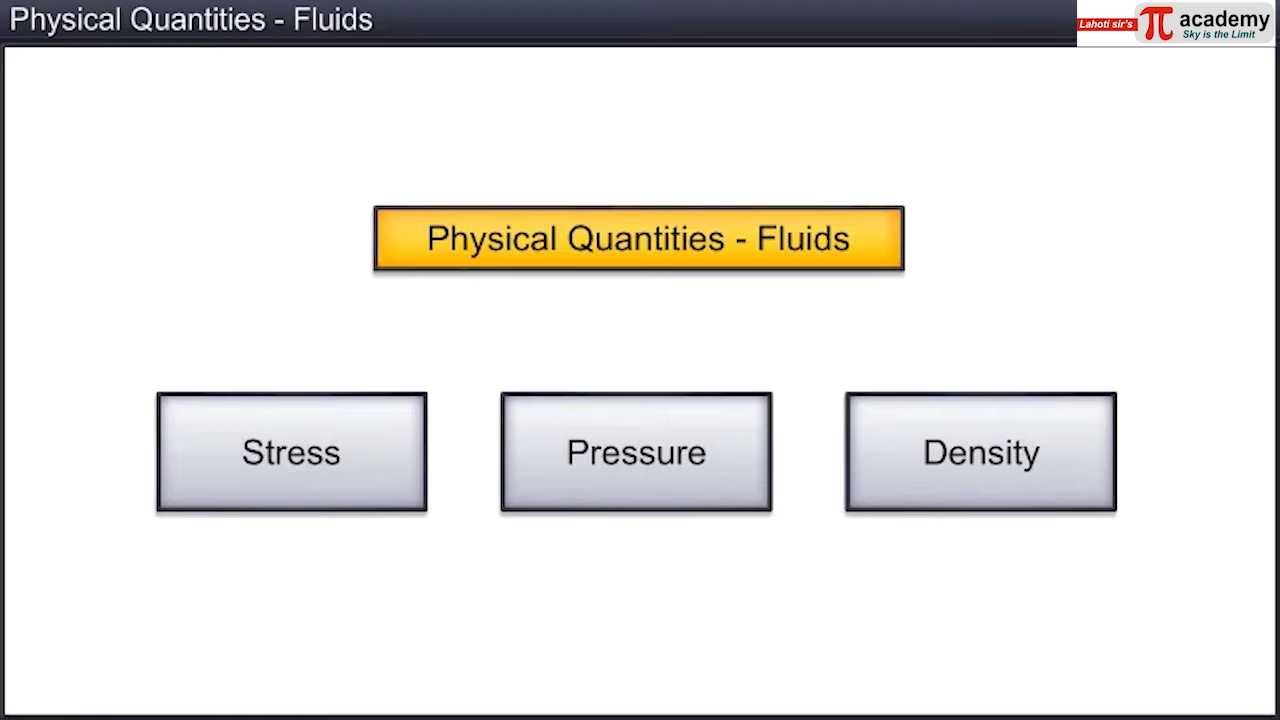 Physical Quantities - Fluids
Lahoti sir's π academy
Sky is the Limit
Physical Quantities - Fluids
Stress
Pressure
Density